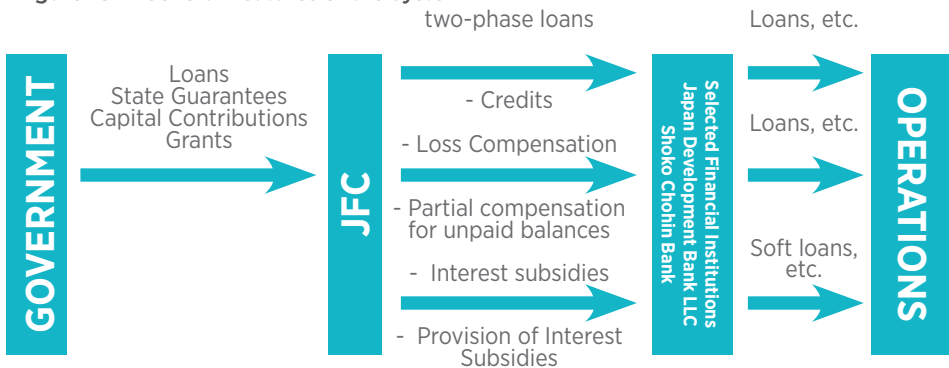 two-phase loans
Loans, etc.
GOVERNMENT
Loans
State Guarantees
Capital Contributions
Grants
JFC
- Credits
- Loss Compensation
- Partial compensation
for unpaid balances
- Interest subsidies
- Provision of Interest
Subsidies
Selected Financial Institutions
Japan Development Bank LLC
Shoko Chohin Bank
Loans, etc.
Soft loans,
etc.
OPERATIONS